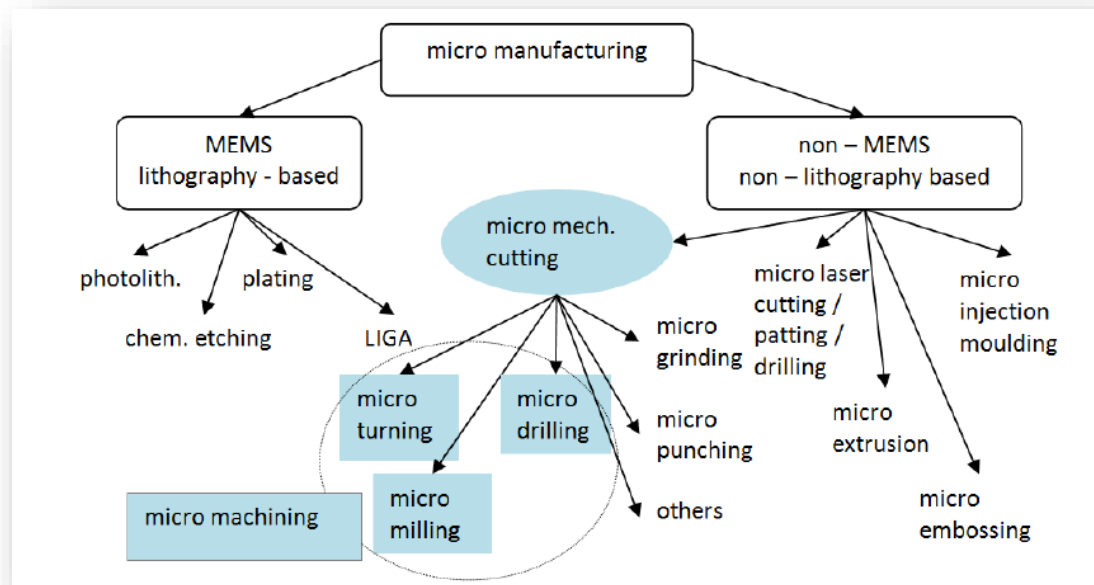 micro manufacturing
MEMS
lithography - based
non – MEMS
non – lithography based
micro mech.
cutting
photolith.
plating
chem. etching
LIGA
micro laser
cutting /
patting /
drilling
micro
injection
moulding
micro
grinding
micro
turning
micro
drilling
micro
punching
micro
extrusion
micro machining
micro
milling
others
micro
embossing